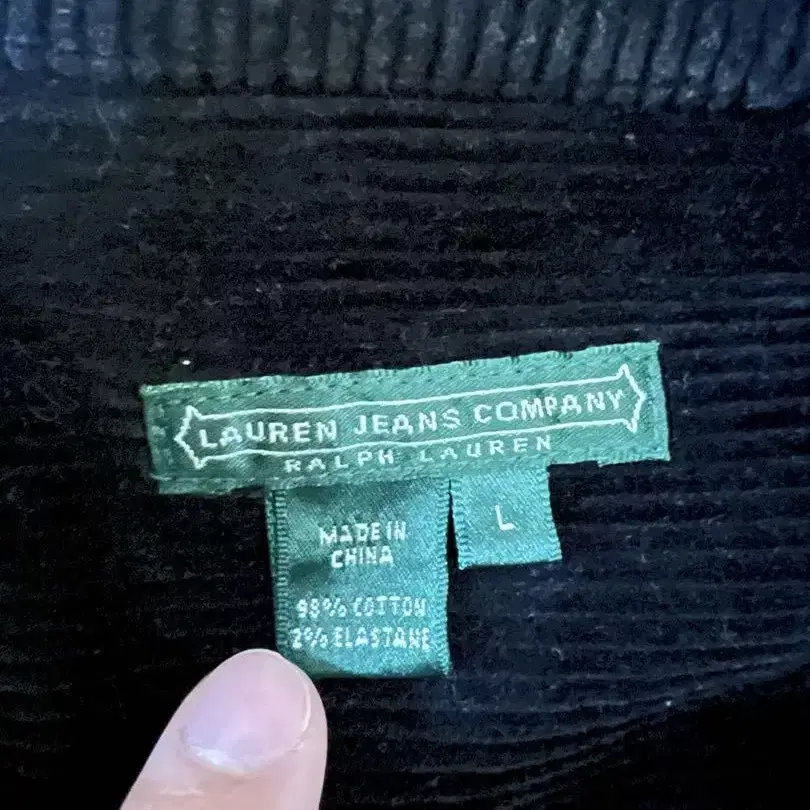 LAUREN JEANS COMPANY
RALPH LAUREN
L
MADE IN
CHINA
98% COTTON
2% ELASTANE